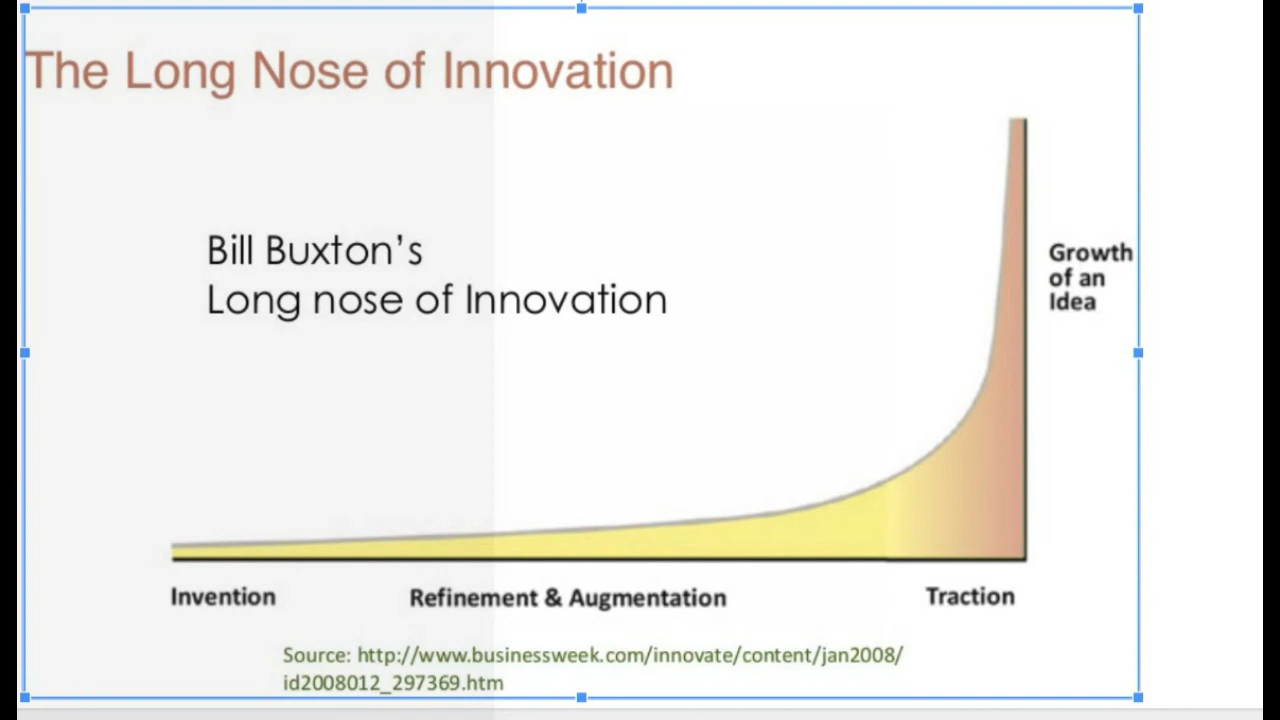 The Long Nose of Innovation
Bill Buxton’s
Long nose of Innovation
Growth
of an
Idea
Invention
Refinement & Augmentation
Traction
Source: http://www.businessweek.com/innovate/content/jan2008/
id2008012_297369.htm